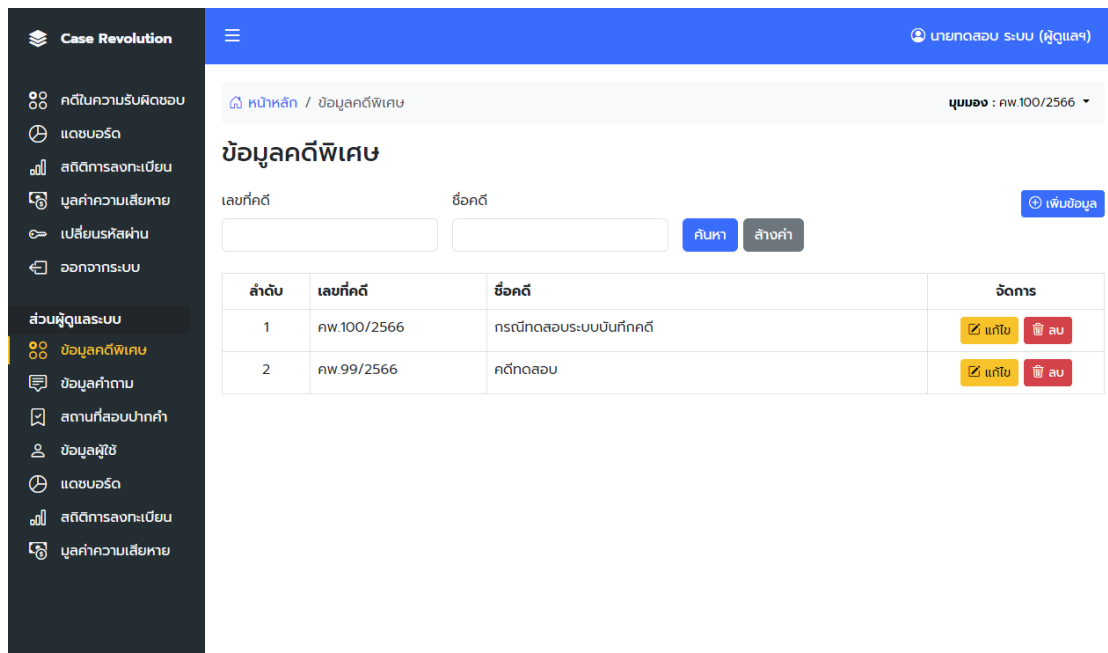 Case Revolution
นายทดสอบ ระบบ (ผู้ดูแลฯ)
คดีในความรับผิดชอบ
แดชบอร์ด
สถิติการลงทะเบียน
มูลค่าความเสียหาย
เปลี่ยนรหัสผ่าน
ออกจากระบบ
ส่วนผู้ดูแลระบบ
ข้อมูลคดีพิเศษ
ข้อมูลคำถาม
สถานที่สอบปากคำ
ข้อมูลผู้ใช้
แดชบอร์ด
สถิติการลงทะเบียน
มูลค่าความเสียหาย
หน้าหลัก / ข้อมูลคดีพิเศษ
มุมมอง : คพ.100/2566
ข้อมูลคดีพิเศษ
เลขที่คดี ชื่อคดี
เพิ่มข้อมูล
ค้นหา ล้างค่า
ลำดับ เลขที่คดี ชื่อคดี จัดการ
1 คพ.100/2566 กรณีทดสอบระบบบันทึกคดี แก้ไข ลบ
2 คพ.99/2566 คดีทดสอบ แก้ไข ลบ